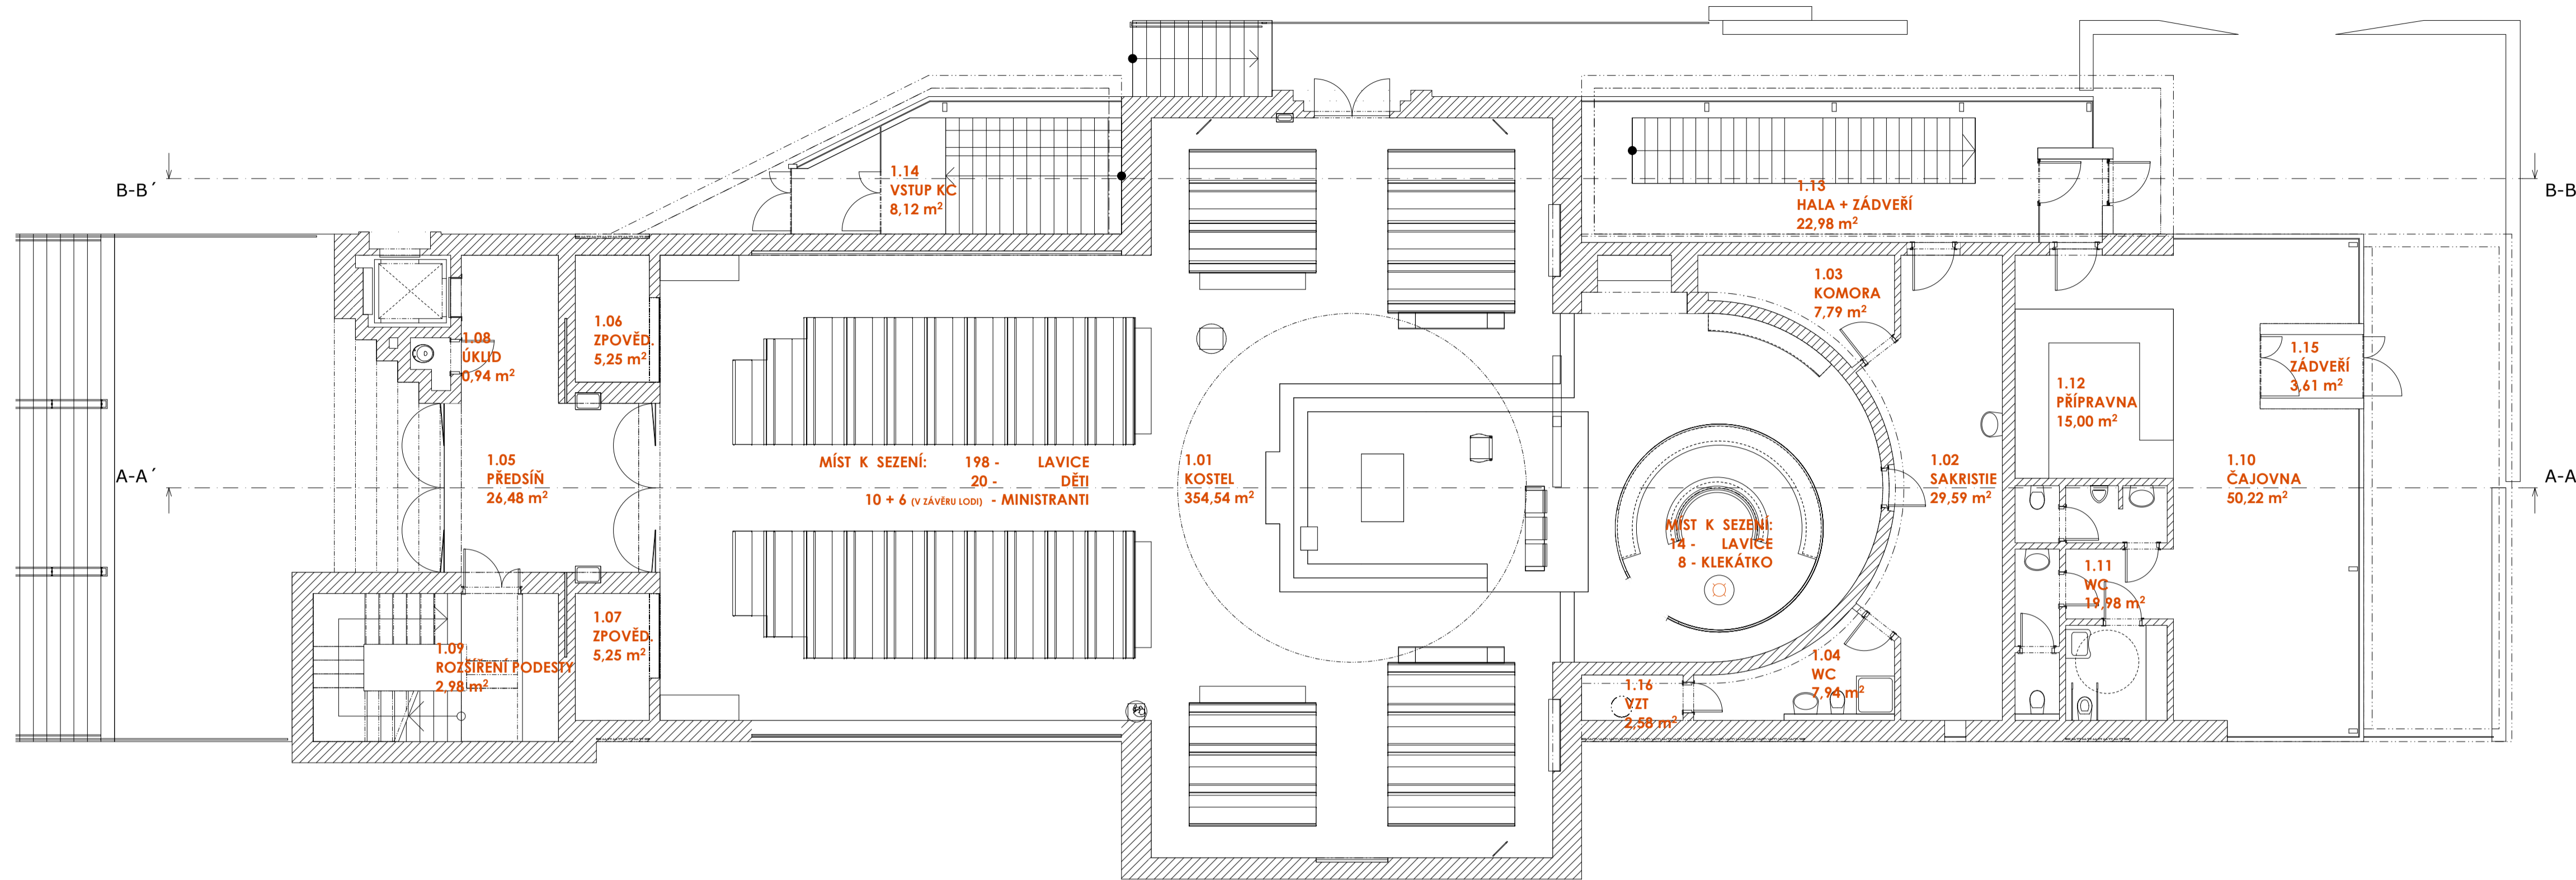 B-B´
B-B
1.14
VSTUP KC
8,12 m²
1.13
HALA + ZÁDVEŘÍ
22,98 m²
1.03
KOMORA
7,79 m²
1.08
ÚKLID
0,94 m²
1.06
ZPOVĚD.
5,25 m²
1.15
ZÁDVEŘÍ
3,61 m²
1.12
PŘÍPRAVNA
15,00 m²
A-A´
A-A
1.05
PŘEDSÍŇ
26,48 m²
MÍST K SEZENÍ: 198 - LAVICE
20 - DĚTI
10 + 6 (V ZÁVĚRU LODI) - MINISTRANTI
1.01
KOSTEL
354,54 m²
1.02
SAKRISTIE
29,59 m²
1.10
ČAJOVNA
50,22 m²
MÍST K SEZENÍ:
14 - LAVICE
8 - KLEKÁTKO
1.11
WC
19,98 m²
1.07
ZPOVĚD.
5,25 m²
1.09
ROZŠÍŘENÍ PODESTY
2,98 m²
1.04
WC
7,94 m²
1.16
VZT
2,58 m²